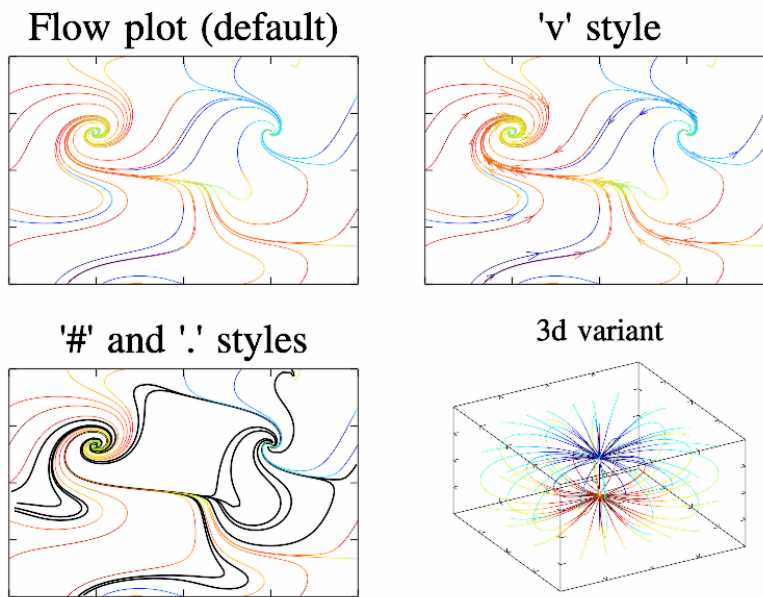 Flow plot (default)
'v' style
'#' and '.' styles
3d variant